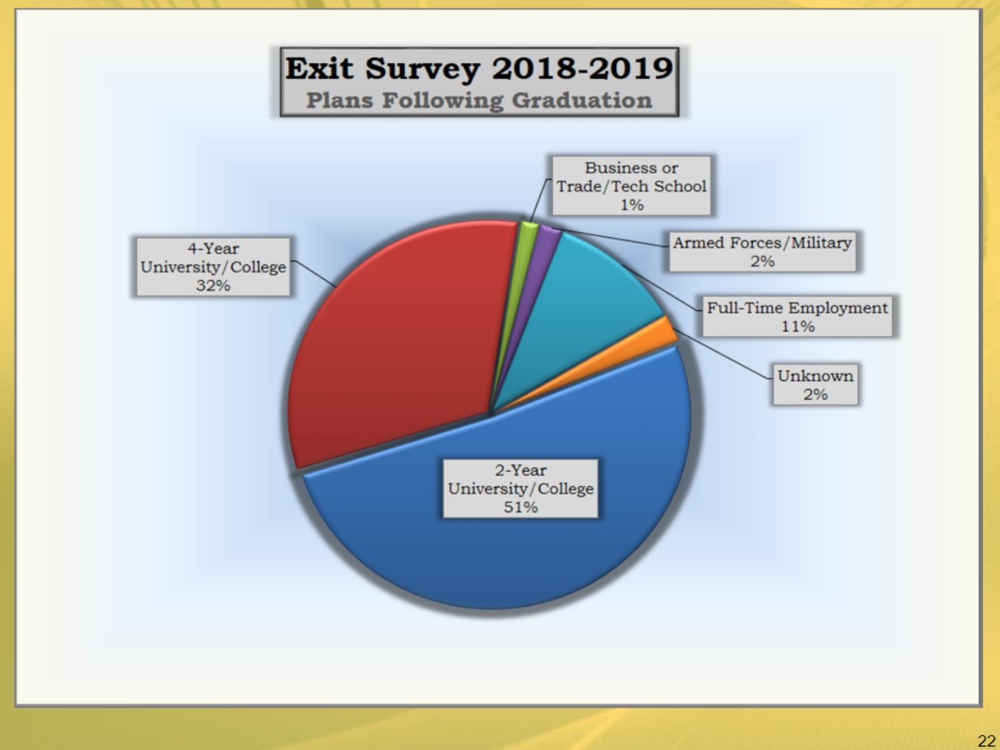 Exit Survey 2018-2019
Plans Following Graduation
Business or
Trade/Tech School
1%
4-Year
University/College
32%
Armed Forces/Military
2%
Full-Time Employment
11%
Unknown
2%
2-Year
University/College
51%
22